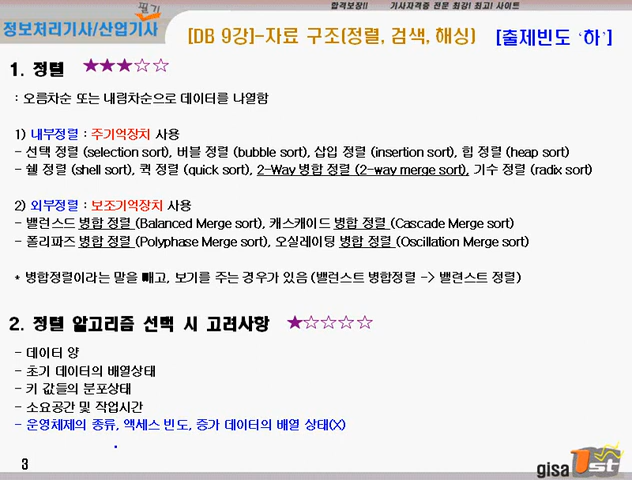 합격보장!! 기사자격증 전문 최강! 최고! 사이트
필기
정보처리기사/산업기사
[DB 9강]-자료 구조(정렬, 검색, 해싱) [출제빈도 '하']
1. 정렬 ★★★☆☆
: 오름차순 또는 내림차순으로 데이터를 나열함
1) 내부정렬 : 주기억장치 사용
- 선택 정렬 (selection sort), 버블 정렬 (bubble sort), 삽입 정렬 (insertion sort), 힙 정렬 (heap sort)
- 쉘 정렬 (shell sort), 퀵 정렬 (quick sort), 2-Way 병합 정렬 (2-way merge sort), 기수 정렬 (radix sort)
2) 외부정렬 : 보조기억장치 사용
- 밸런스드 병합 정렬 (Balanced Merge sort), 캐스케이드 병합 정렬 (Cascade Merge sort)
- 폴리파즈 병합 정렬 (Polyphase Merge sort), 오실레이팅 병합 정렬 (Oscillation Merge sort)
* 병합정렬이라는 말을 빼고, 보기를 주는 경우가 있음 (밸런스트 병합정렬 -> 밸런스트 정렬)
2. 정렬 알고리즘 선택 시 고려사항 ★☆☆☆☆
- 데이터 양
- 초기 데이터의 배열상태
- 키 값들의 분포상태
- 소요공간 및 작업시간
- 운영체제의 종류, 액세스 빈도, 증가 데이터의 배열 상태(X)
3
gisa 1st